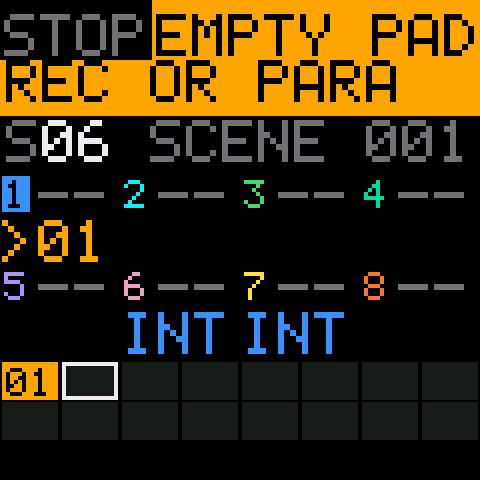 STOP EMPTY PAD
REC OR PARA
S06 SCENE 001
1-- 2-- 3-- 4--
>01
5-- 6-- 7-- 8--
INT INT
01